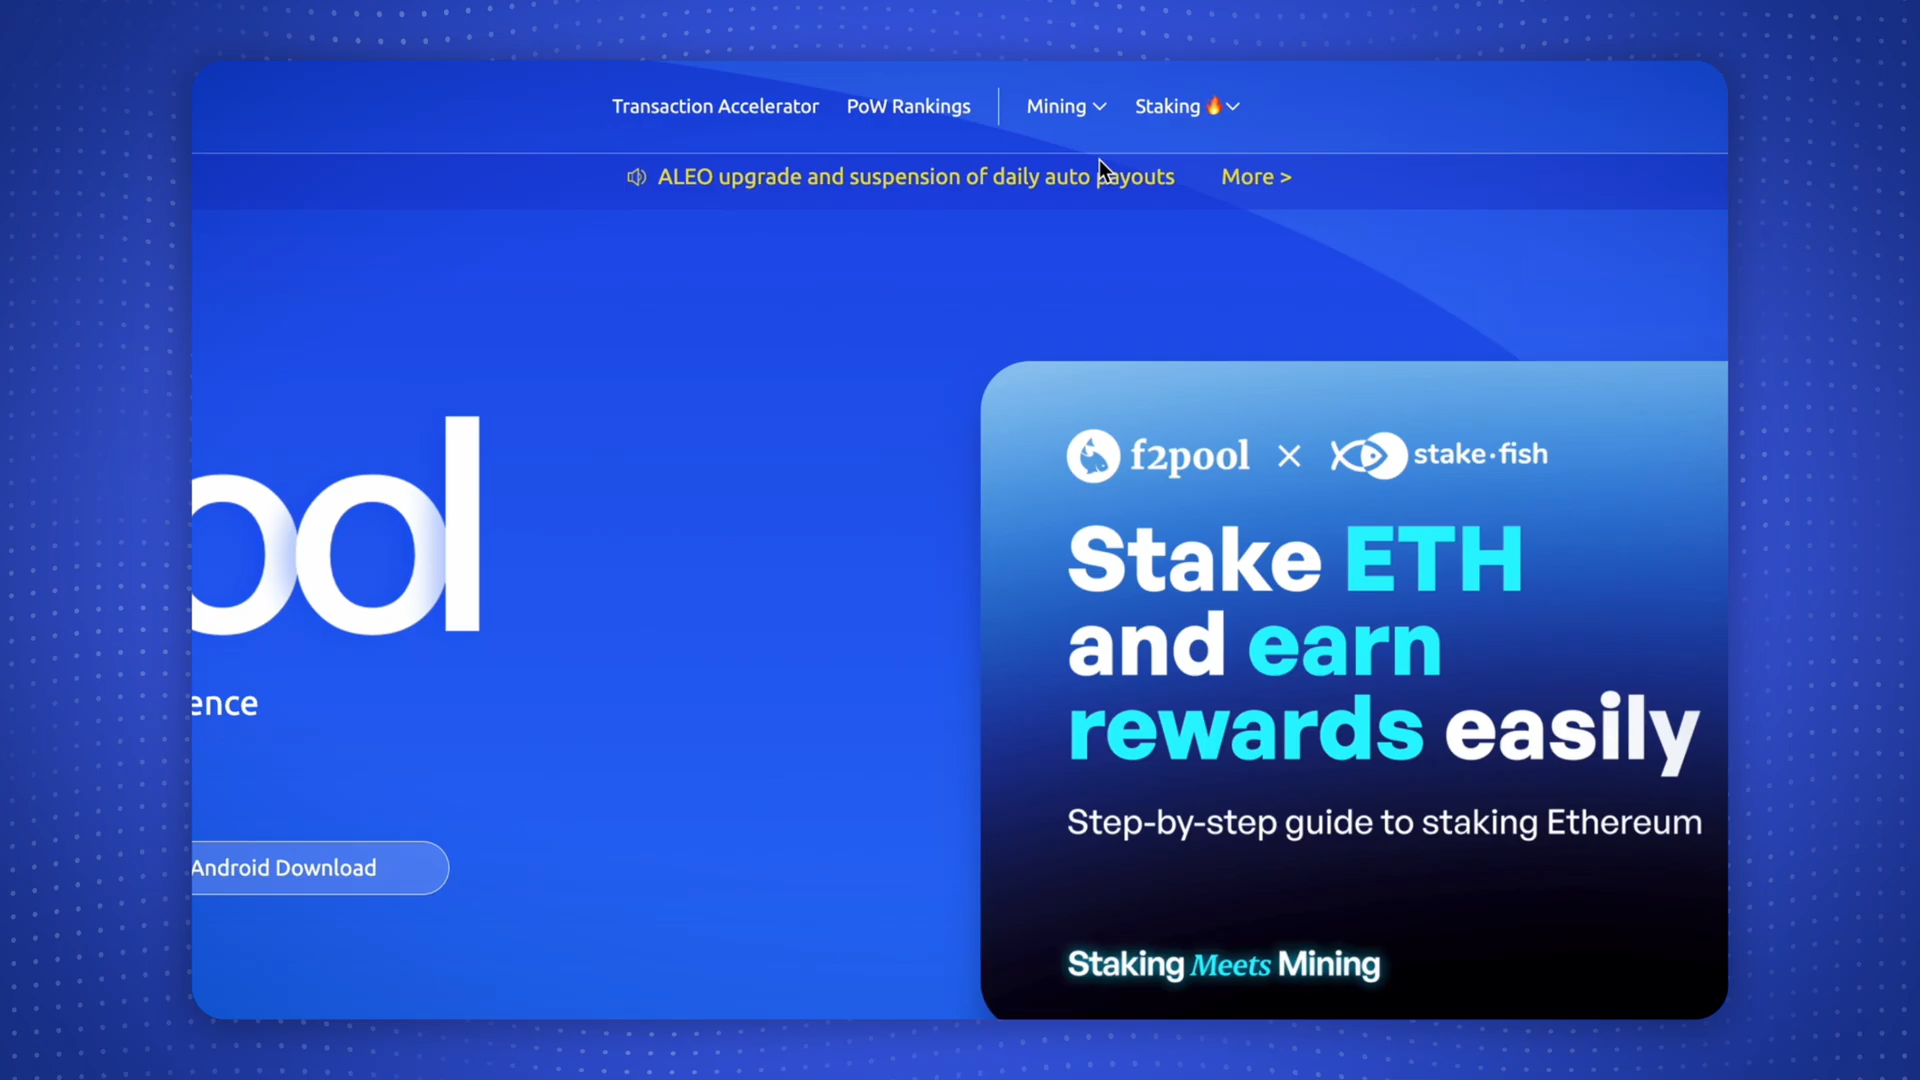 Transaction Accelerator PoW Rankings Mining Staking
ALEO upgrade and suspension of daily auto payouts More >
ool
ence
Android Download
f2pool × stake·fish
Stake ETH
and earn
rewards easily
Step-by-step guide to staking Ethereum
Staking Meets Mining